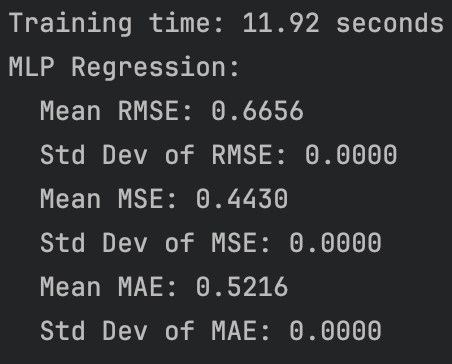 Training time: 11.92 seconds
MLP Regression:
Mean RMSE: 0.6656
Std Dev of RMSE: 0.0000
Mean MSE: 0.4430
Std Dev of MSE: 0.0000
Mean MAE: 0.5216
Std Dev of MAE: 0.0000